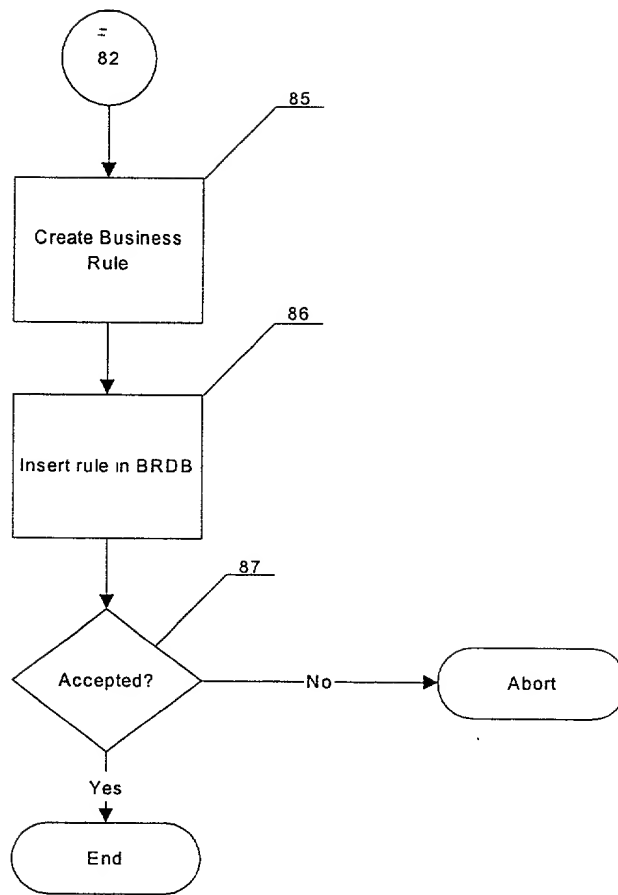 =
82
85
Create Business
Rule
86
Insert rule in BRDB
87
Accepted?
No
Abort
Yes
End